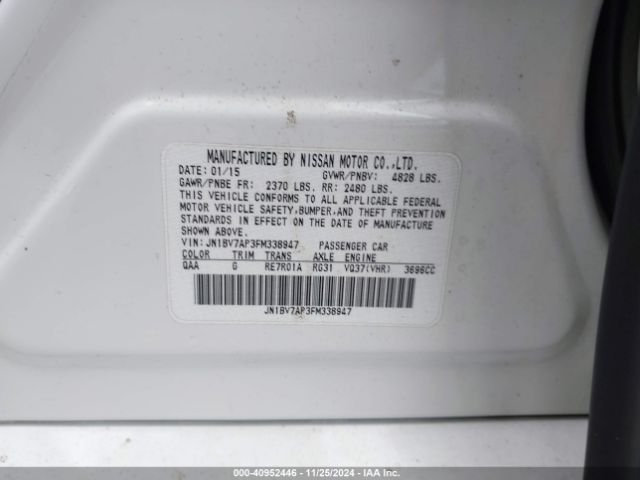 MANUFACTURED BY NISSAN MOTOR CO.,LTD.
DATE: 01/15 GVWR/PNBV: 4828 LBS.
GAWR/PNBE FR: 2370 LBS. RR: 2480 LBS.
THIS VEHICLE CONFORMS TO ALL APPLICABLE FEDERAL
MOTOR VEHICLE SAFETY,BUMPER,AND THEFT PREVENTION
STANDARDS IN EFFECT ON THE DATE OF MANUFACTURE
SHOWN ABOVE.
VIN: JN1BV7AP3FM338947 PASSENGER CAR
COLOR TRIM TRANS AXLE ENGINE
QAA G RE7R01A RG31 VQ37(VHR) 3696CC
JN1BV7AP3FM338947
000-40952446 - 11/25/2024 - IAA Inc.